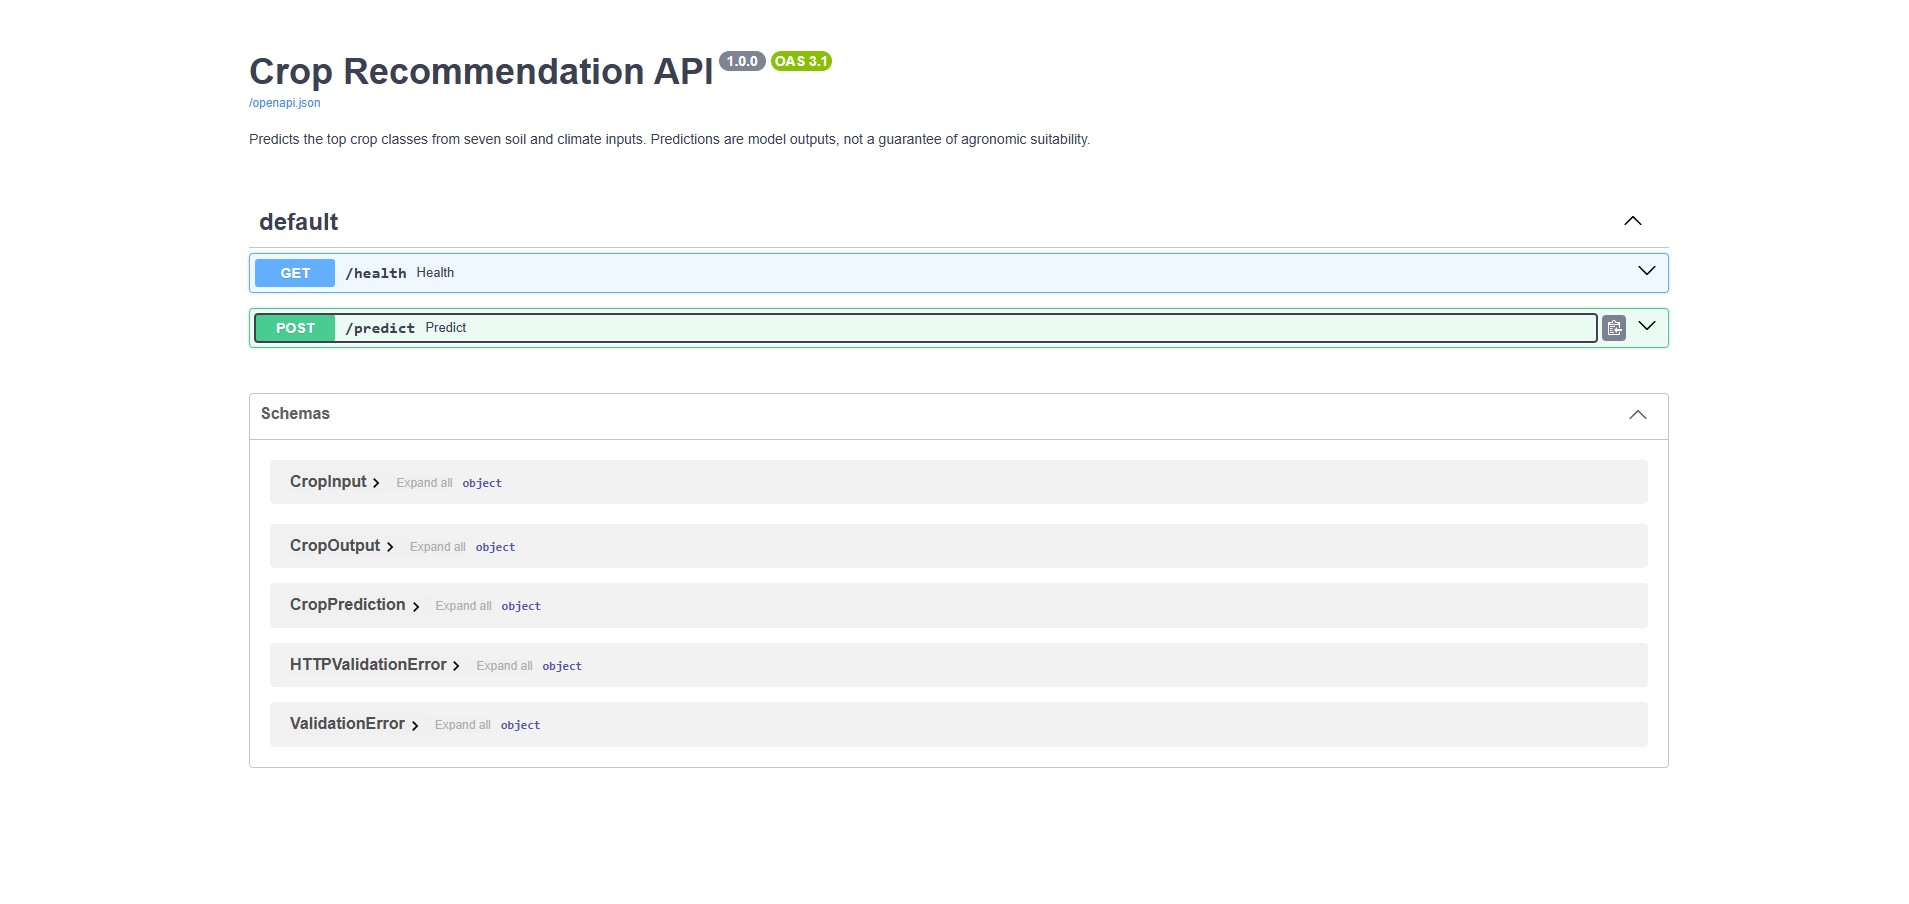 Crop Recommendation API 1.0.0 OAS 3.1
/openapi.json
Predicts the top crop classes from seven soil and climate inputs. Predictions are model outputs, not a guarantee of agronomic suitability.
default
GET /health Health
POST /predict Predict
Schemas
CropInput Expand all object
CropOutput Expand all object
CropPrediction Expand all object
HTTPValidationError Expand all object
ValidationError Expand all object